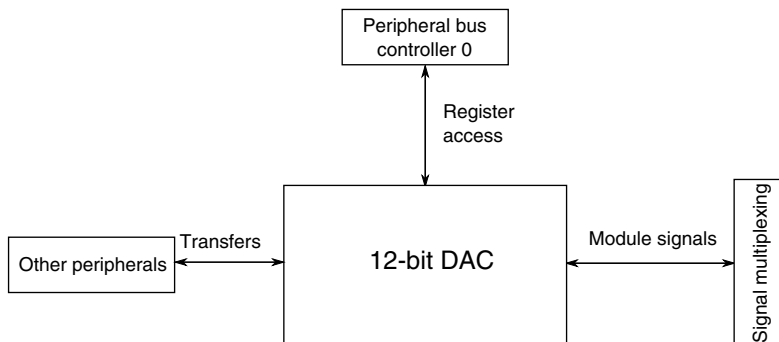 Peripheral bus
controller 0
Register
access
Transfers
Other peripherals
12-bit DAC
Module signals
Signal multiplexing